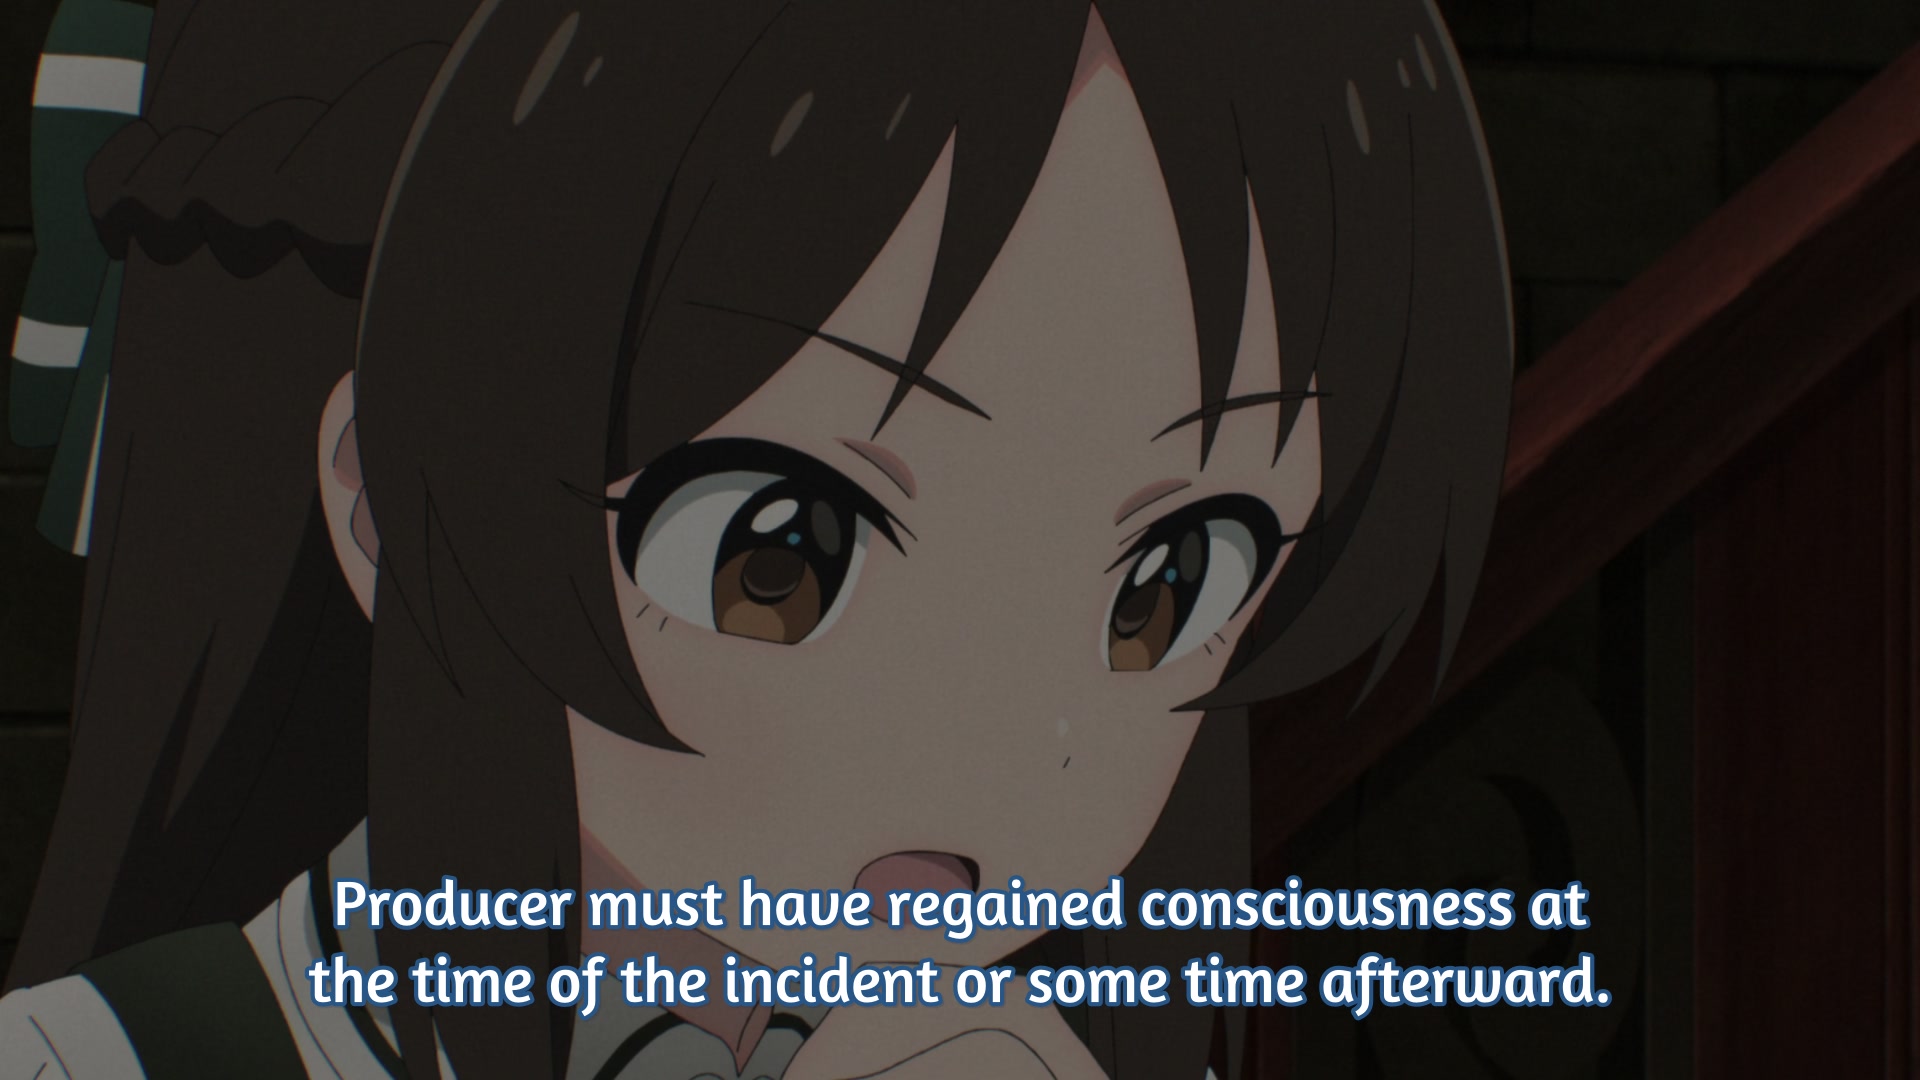 Producer must have regained consciousness at
the time of the incident or some time afterward.